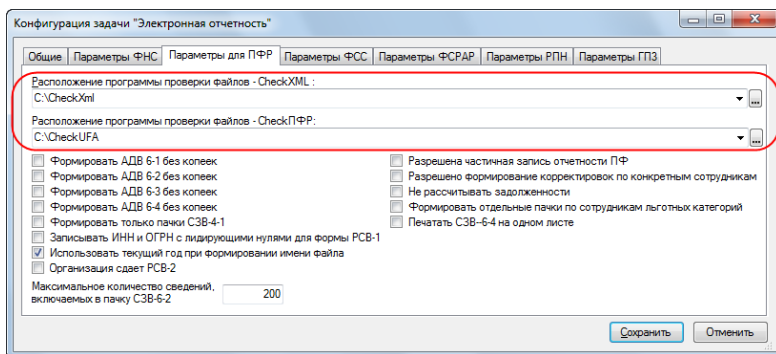 Конфигурация задачи "Электронная отчетность"
Общие Параметры ФНС Параметры для ПФР Параметры ФСС Параметры ФСРАР Параметры РПН Параметры ГПЗ
Расположение программы проверки файлов - CheckXML :
C:\CheckXml
...
Расположение программы проверки файлов - CheckПФР:
C:\CheckUFA
...
Формировать АДВ 6-1 без копеек
Формировать АДВ 6-2 без копеек
Формировать АДВ 6-3 без копеек
Формировать АДВ 6-4 без копеек
Формировать только пачки СЗВ-4-1
Записывать ИНН и ОГРН с лидирующими нулями для формы РСВ-1
Использовать текущий год при формировании имени файла
Организация сдает РСВ-2
Разрешена частичная запись отчетности ПФ
Разрешено формирование корректировок по конкретным сотрудникам
Не рассчитывать задолженности
Формировать отдельные пачки по сотрудникам льготных категорий
Печатать СЗВ--6-4 на одном листе
Максимальное количество сведений,
включаемых в пачку СЗВ-6-2
200
Сохранить Отменить